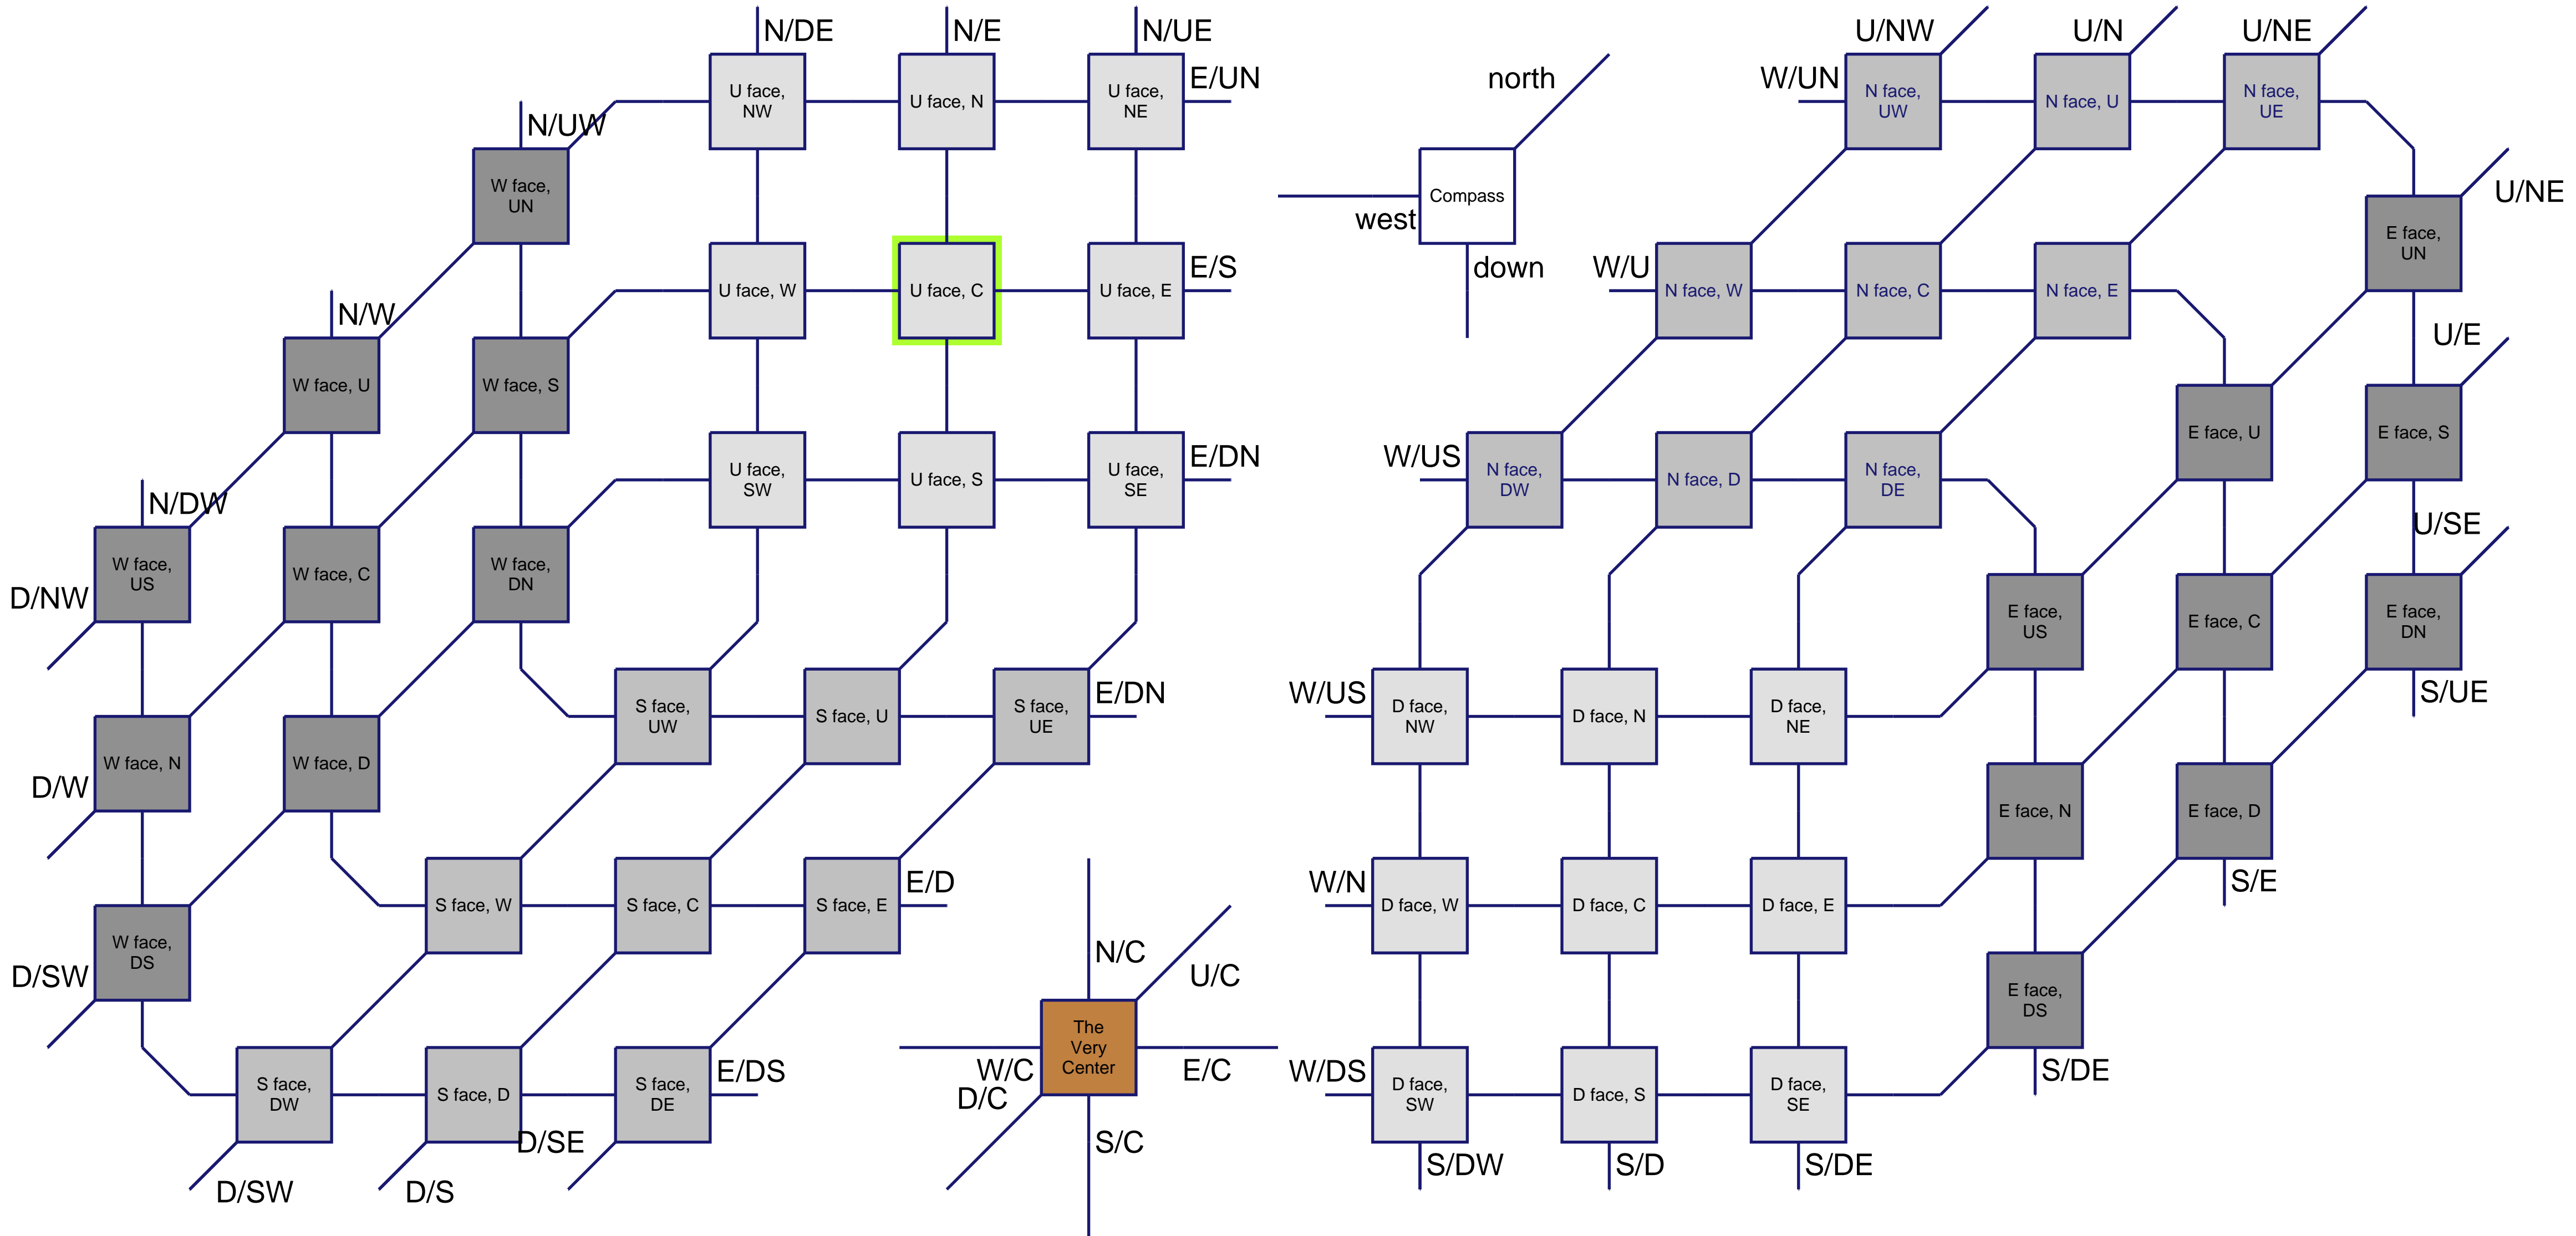 N/DE
N/E
N/UE
U/NW
U/N
U/NE
U face,
NW
U face, N
U face,
NE
E/UN
north
W/UN
N face,
UW
N face, U
N face,
UE
N/UW
W face,
UN
Compass
west
down
U/NE
E face,
UN
U face, W
U face, C
U face, E
E/S
W/U
N face, W
N face, C
N face, E
N/W
W face, U
W face, S
U/E
E face, U
E face, S
U face,
SW
U face, S
U face,
SE
E/DN
W/US
N face,
DW
N face, D
N face,
DE
N/DW
U/SE
W face,
US
W face, C
W face,
DN
D/NW
E face,
US
E face, C
E face,
DN
S face,
UW
S face, U
S face,
UE
E/DN
W/US
D face,
NW
D face, N
D face,
NE
S/UE
W face, N
W face, D
D/W
E face, N
E face, D
S face, W
S face, C
S face, E
E/D
W/N
D face, W
D face, C
D face, E
S/E
W face,
DS
D/SW
N/C
U/C
E face,
DS
The
Very
Center
W/C
E/C
D/C
S/C
S face,
DW
S face, D
S face,
DE
E/DS
W/DS
D face,
SW
D face, S
D face,
SE
S/DE
D/SE
D/SW
D/S
S/DW
S/D
S/DE